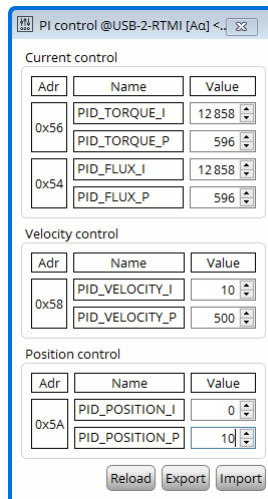 PI control @USB-2-RTMI [Aα] <..
Current control
Adr Name Value
0x56
PID_TORQUE_I 12 858
PID_TORQUE_P 596
0x54
PID_FLUX_I 12 858
PID_FLUX_P 596
Velocity control
Adr Name Value
0x58
PID_VELOCITY_I 10
PID_VELOCITY_P 500
Position control
Adr Name Value
0x5A
PID_POSITION_I 0
PID_POSITION_P 10
Reload Export Import